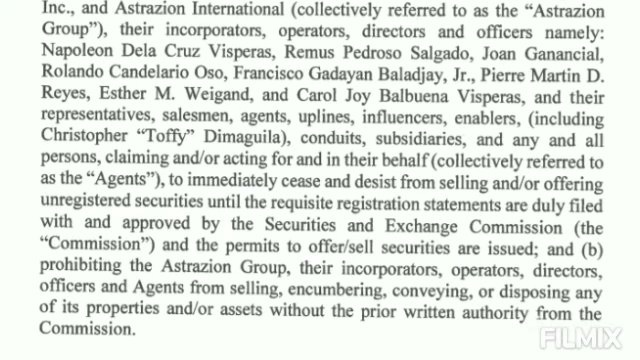 Inc., and Astrazion International (collectively referred to as the “Astrazion
Group”), their incorporators, operators, directors and officers namely:
Napoleon Dela Cruz Visperas, Remus Pedroso Salgado, Joan Ganancial,
Rolando Candelario Oso, Francisco Gadayan Baladjay, Jr., Pierre Martin D.
Reyes, Esther M. Weigand, and Carol Joy Balbuena Visperas, and their
representatives, salesmen, agents, uplines, influencers, enablers, (including
Christopher “Toffy” Dimaguila), conduits, subsidiaries, and any and all
persons, claiming and/or acting for and in their behalf (collectively referred to
as the “Agents”), to immediately cease and desist from selling and/or offering
unregistered securities until the requisite registration statements are duly filed
with and approved by the Securities and Exchange Commission (the
“Commission”) and the permits to offer/sell securities are issued; and (b)
prohibiting the Astrazion Group, their incorporators, operators, directors,
officers and Agents from selling, encumbering, conveying, or disposing any
of its properties and/or assets without the prior written authority from the
Commission.
FILMIX